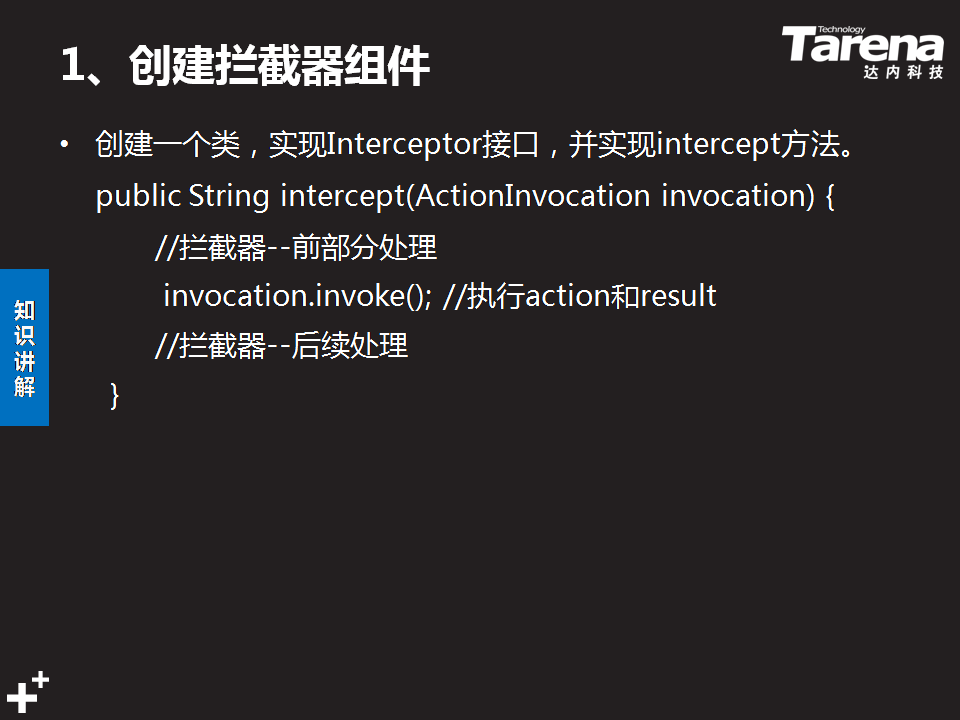 1、创建拦截器组件
Technology
Tarena
达内科技
• 创建一个类，实现Interceptor接口，并实现intercept方法。
public String intercept(ActionInvocation invocation) {
//拦截器--前部分处理
invocation.invoke(); //执行action和result
//拦截器--后续处理
}
知识讲解